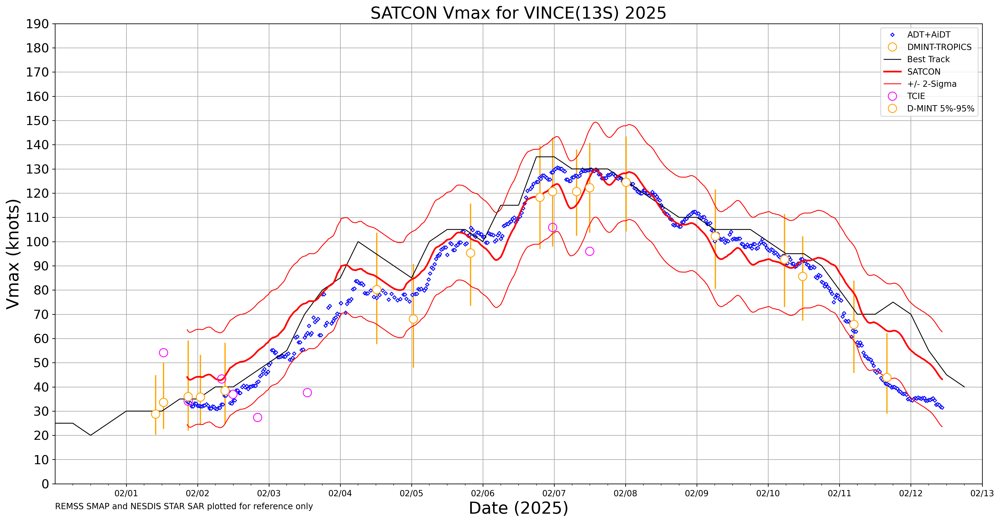 SATCON Vmax for VINCE(13S) 2025
190
180
170
160
150
140
130
120
110
100
90
80
70
60
50
40
30
20
10
0
Vmax (knots)
ADT+AiDT
DMINT-TROPICS
Best Track
SATCON
+/- 2-Sigma
TCIE
D-MINT 5%-95%
02/01 02/02 02/03 02/04 02/05 02/06 02/07 02/08 02/09 02/10 02/11 02/12 02/13
REMSS SMAP and NESDIS STAR SAR plotted for reference only
Date (2025)